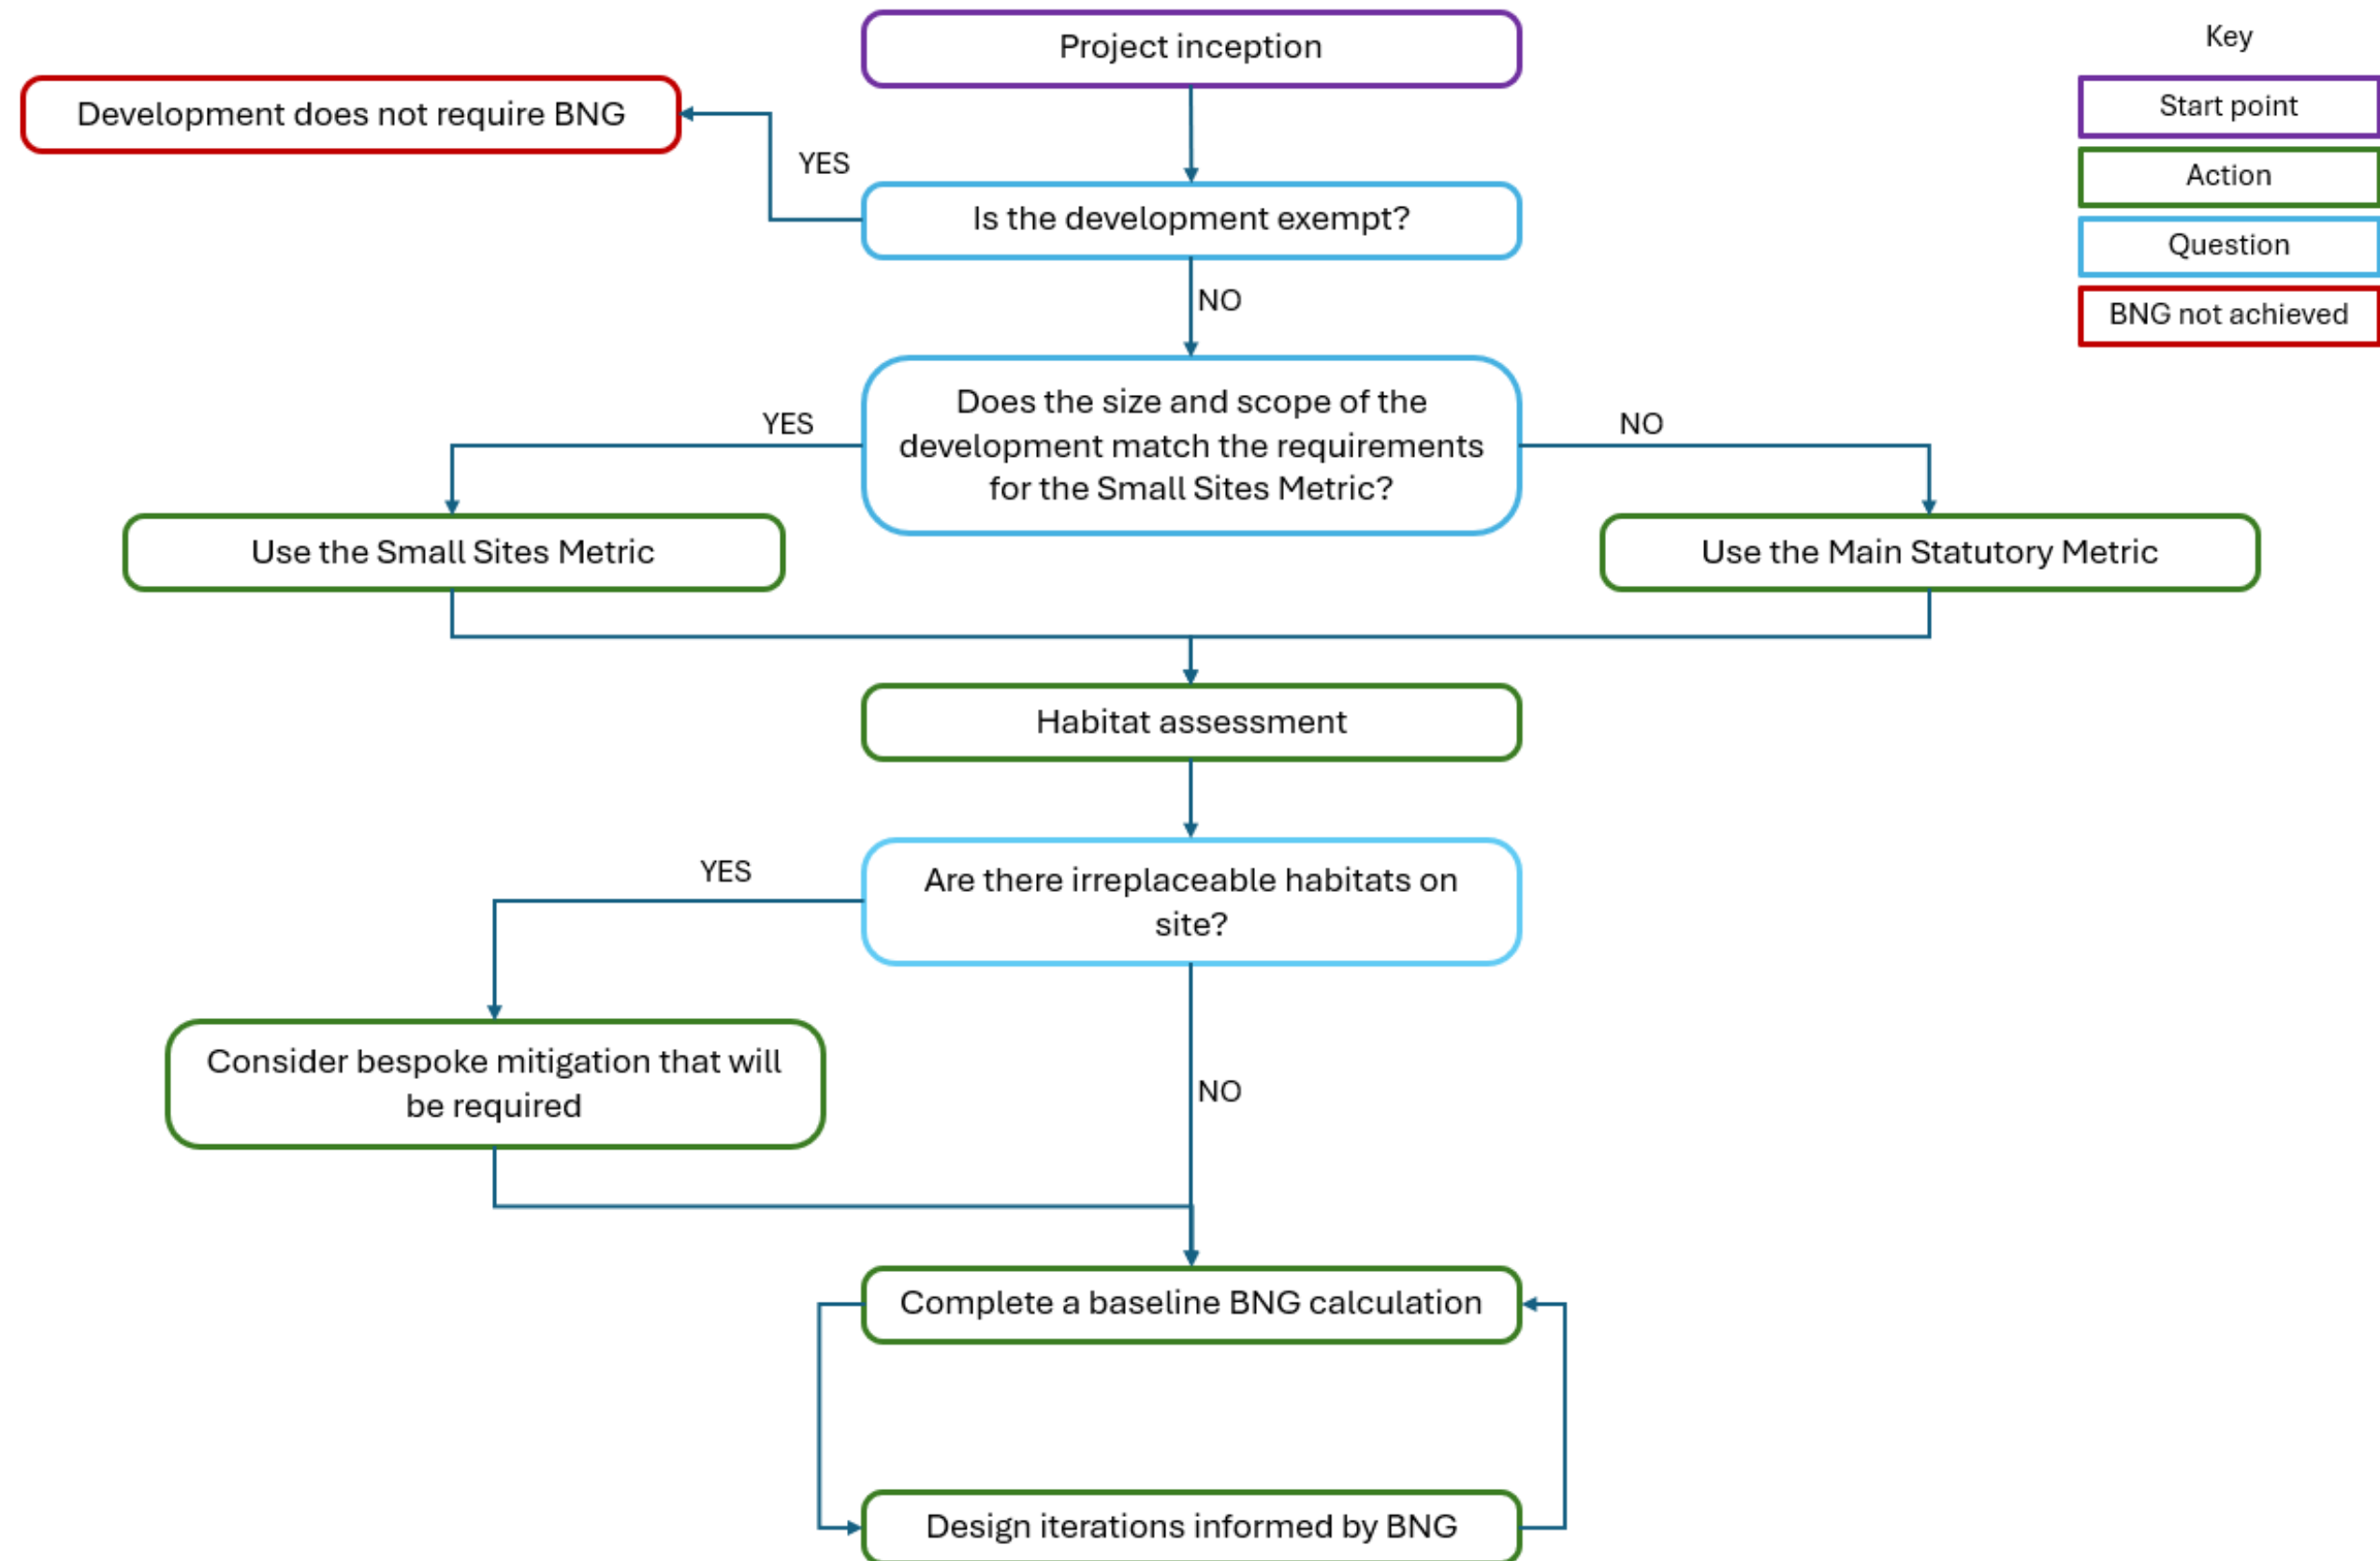 Project inception
Key
Development does not require BNG
Start point
YES
Action
Is the development exempt?
Question
NO
BNG not achieved
Does the size and scope of the
development match the requirements
for the Small Sites Metric?
YES
NO
Use the Small Sites Metric
Use the Main Statutory Metric
Habitat assessment
YES
Are there irreplaceable habitats on
site?
Consider bespoke mitigation that will
be required
NO
Complete a baseline BNG calculation
Design iterations informed by BNG